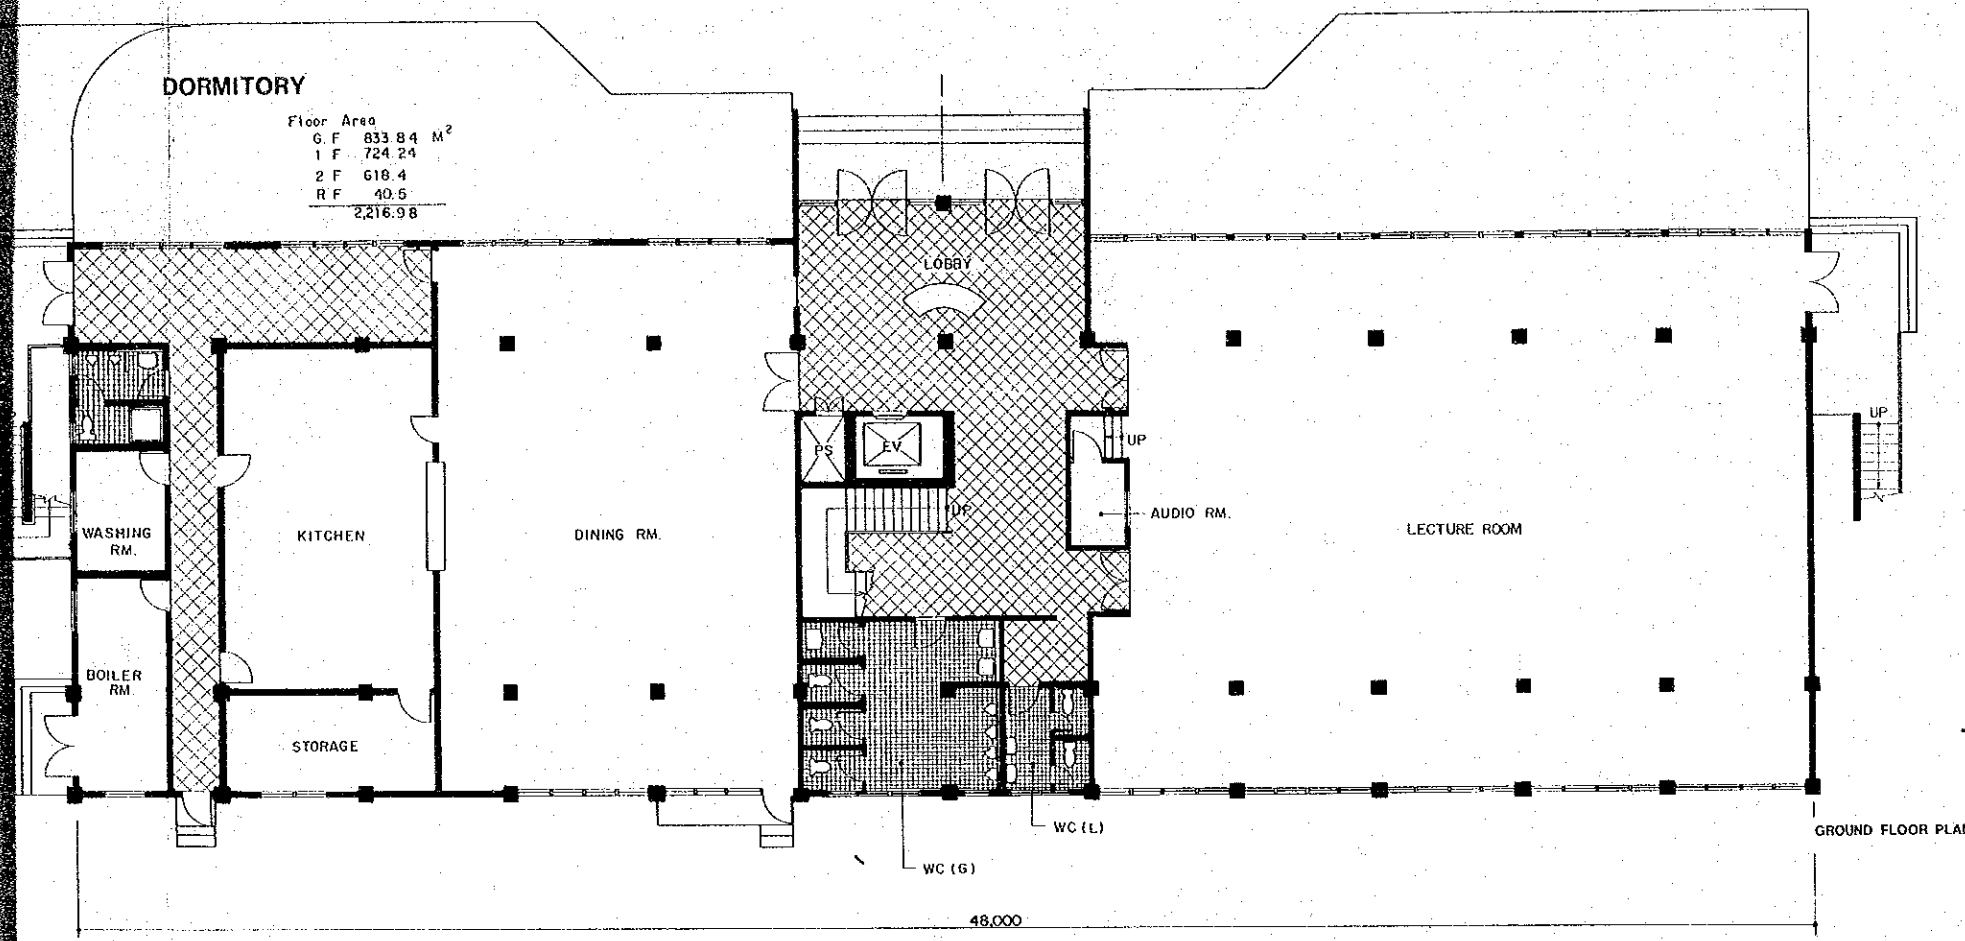 DORMITORY
Floor Area
G.F 833.84 M²
1 F 724.24
2 F 618.4
R F 40.5
2,216.98
LOBBY
PS
EV
UP
UP
UP
AUDIO RM.
LECTURE ROOM
WASHING
RM.
KITCHEN
DINING RM.
BOILER
RM.
STORAGE
WC (L)
WC (G)
GROUND FLOOR PLAN
48,000